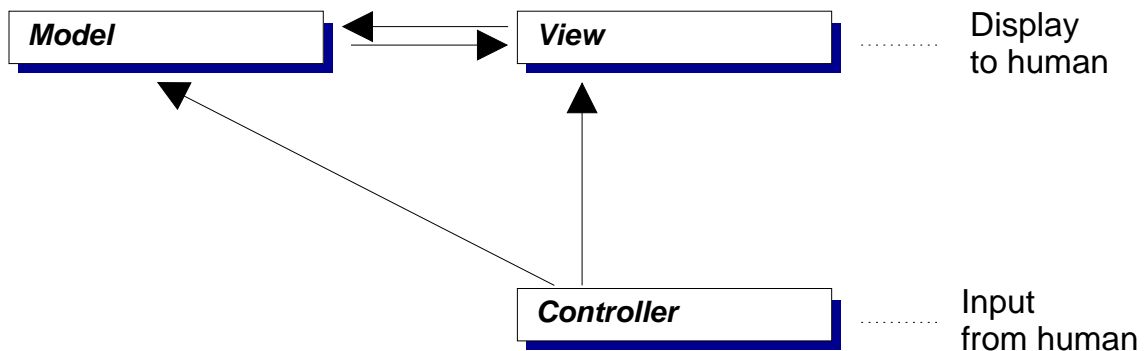 Model
View
Display
to human
Controller
Input
from human